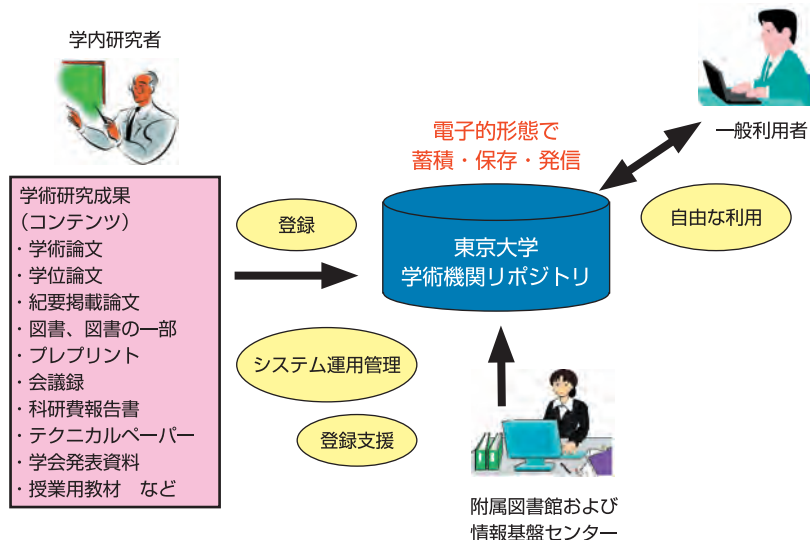 学内研究者
学術研究成果
（コンテンツ）
・学術論文
・学位論文
・紀要掲載論文
・図書、図書の一部
・プレプリント
・会議録
・科研費報告書
・テクニカルペーパー
・学会発表資料
・授業用教材　など
登録
電子的形態で
蓄積・保存・発信
東京大学
学術機関リポジトリ
一般利用者
自由な利用
システム運用管理
登録支援
附属図書館および
情報基盤センター